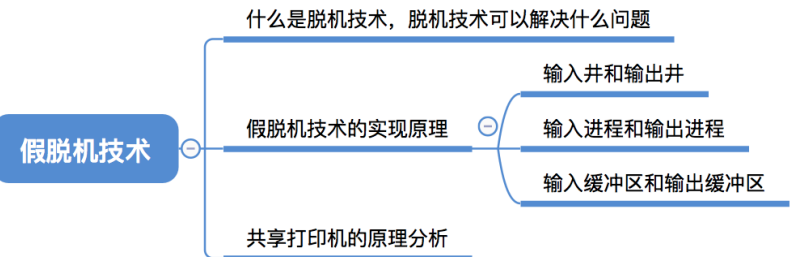 什么是脱机技术，脱机技术可以解决什么问题
输入井和输出井
假脱机技术
假脱机技术的实现原理
输入进程和输出进程
输入缓冲区和输出缓冲区
共享打印机的原理分析